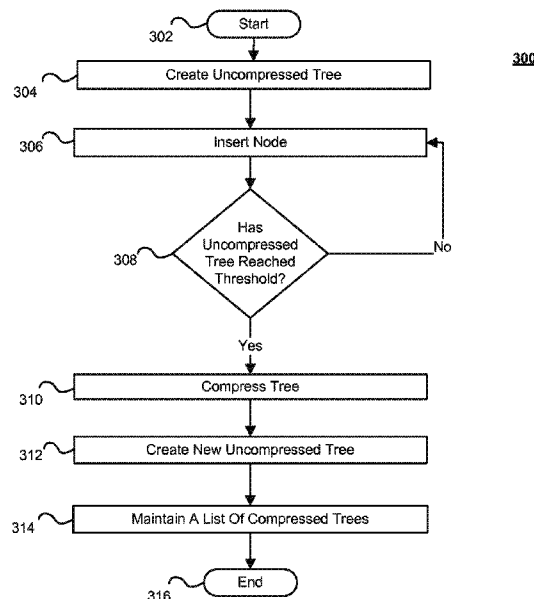 Start
302
300
Create Uncompressed Tree
304
Insert Node
306
Has
Uncompressed
Tree Reached
Threshold?
308
No
Yes
Compress Tree
310
Create New Uncompressed Tree
312
Maintain A List Of Compressed Trees
314
End
316